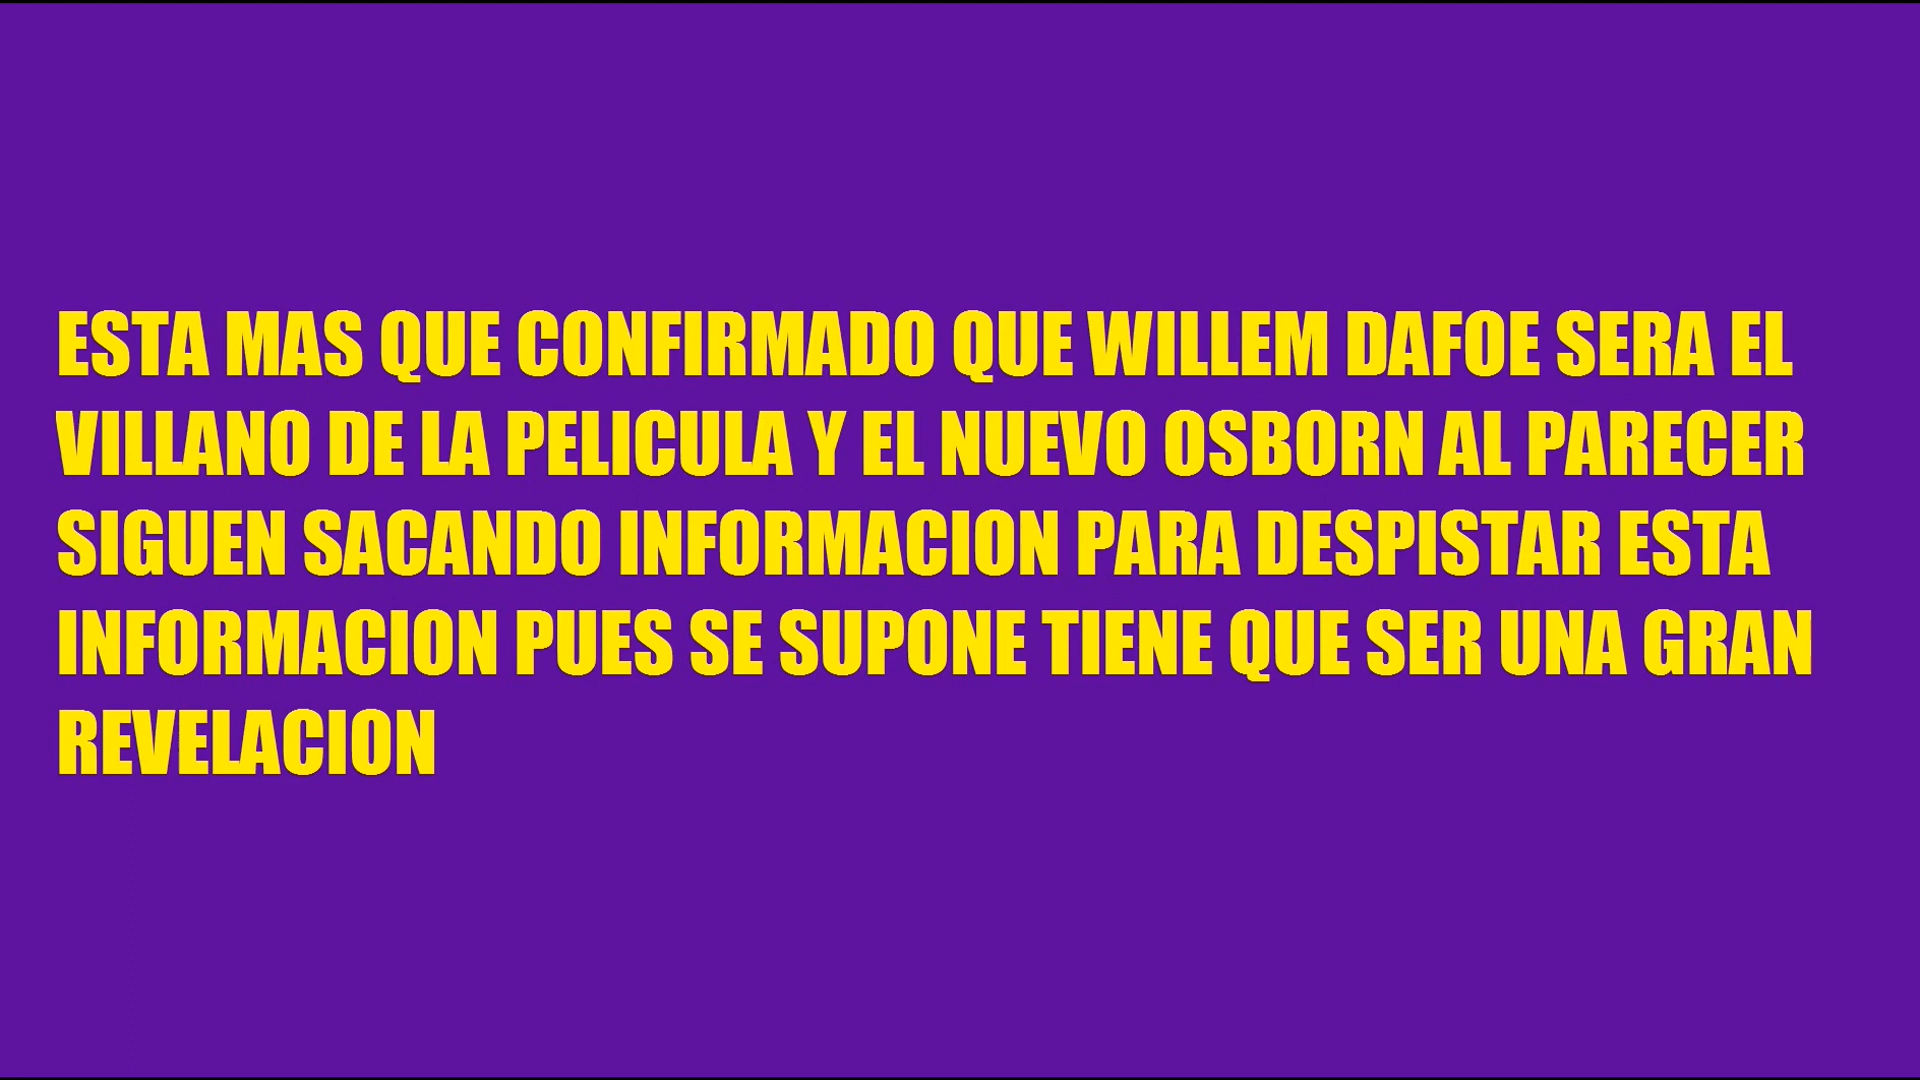 ESTA MAS QUE CONFIRMADO QUE WILLEM DAFOE SERA EL
VILLANO DE LA PELICULA Y EL NUEVO OSBORN AL PARECER
SIGUEN SACANDO INFORMACION PARA DESPISTAR ESTA
INFORMACION PUES SE SUPONE TIENE QUE SER UNA GRAN
REVELACION